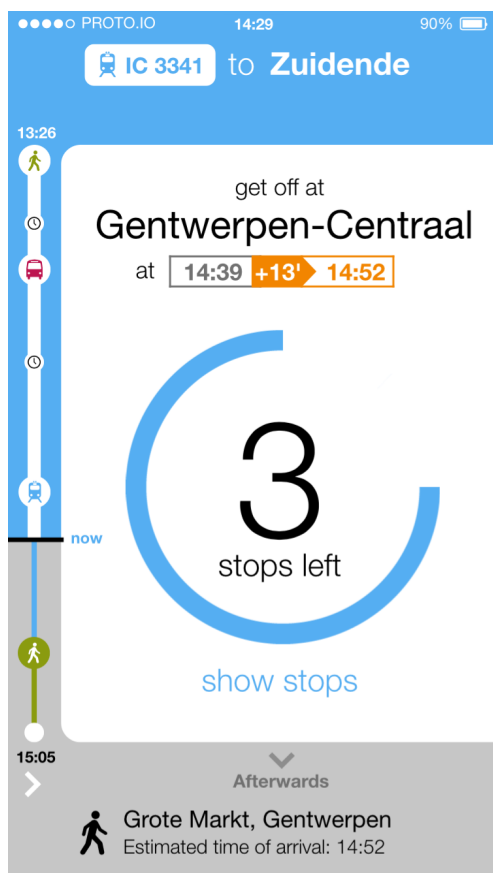 PROTO.IO 14:29 90%
IC 3341 to Zuidende
13:26
get off at
Gentwerpen-Centraal
at 14:39 +13' 14:52
3
stops left
now
show stops
15:05
Afterwards
Grote Markt, Gentwerpen
Estimated time of arrival: 14:52